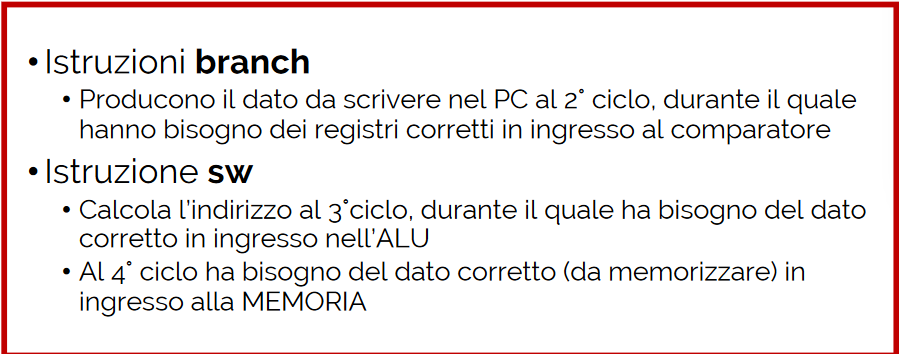 • Istruzioni branch
• Producono il dato da scrivere nel PC al 2° ciclo, durante il quale
hanno bisogno dei registri corretti in ingresso al comparatore
• Istruzione sw
• Calcola l'indirizzo al 3°ciclo, durante il quale ha bisogno del dato
corretto in ingresso nell'ALU
• Al 4° ciclo ha bisogno del dato corretto (da memorizzare) in
ingresso alla MEMORIA